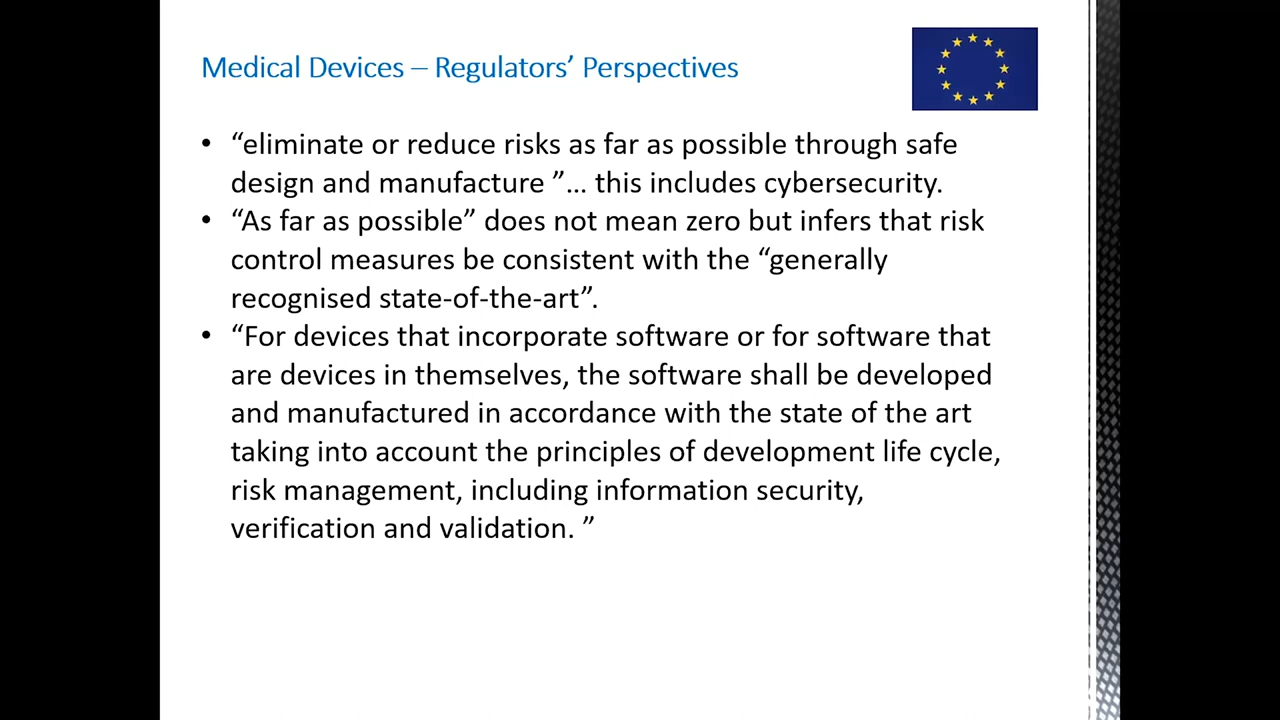 Medical Devices – Regulators’ Perspectives
• “eliminate or reduce risks as far as possible through safe
design and manufacture ”… this includes cybersecurity.
• “As far as possible” does not mean zero but infers that risk
control measures be consistent with the “generally
recognised state-of-the-art”.
• “For devices that incorporate software or for software that
are devices in themselves, the software shall be developed
and manufactured in accordance with the state of the art
taking into account the principles of development life cycle,
risk management, including information security,
verification and validation. ”